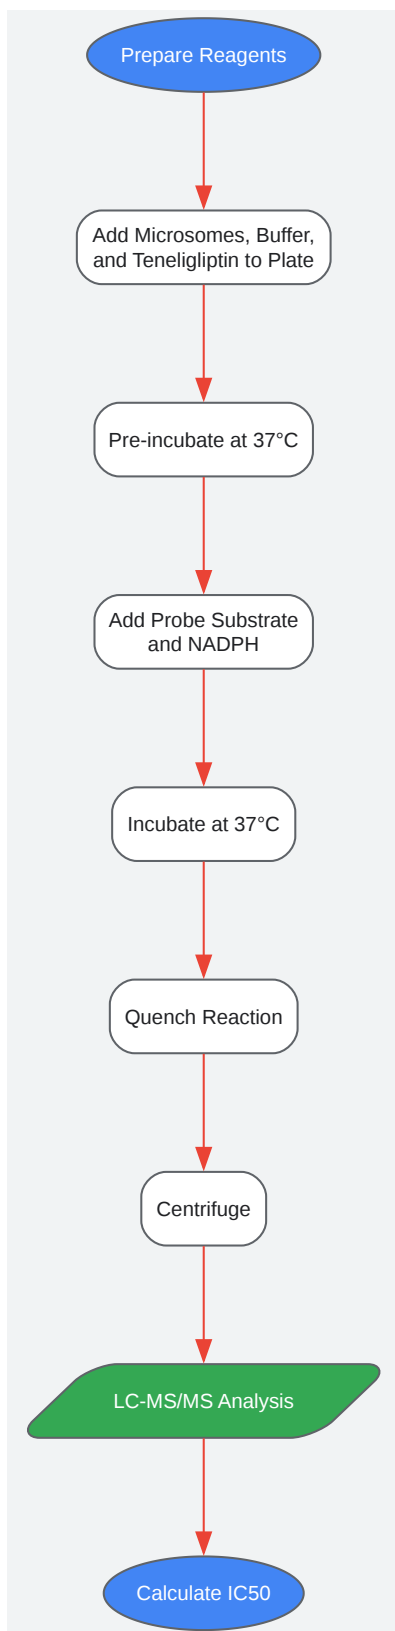 Prepare Reagents
Add Microsomes, Buffer,
and Teneligliptin to Plate
Pre-incubate at 37°C
Add Probe Substrate
and NADPH
Incubate at 37°C
Quench Reaction
Centrifuge
LC-MS/MS Analysis
Calculate IC50